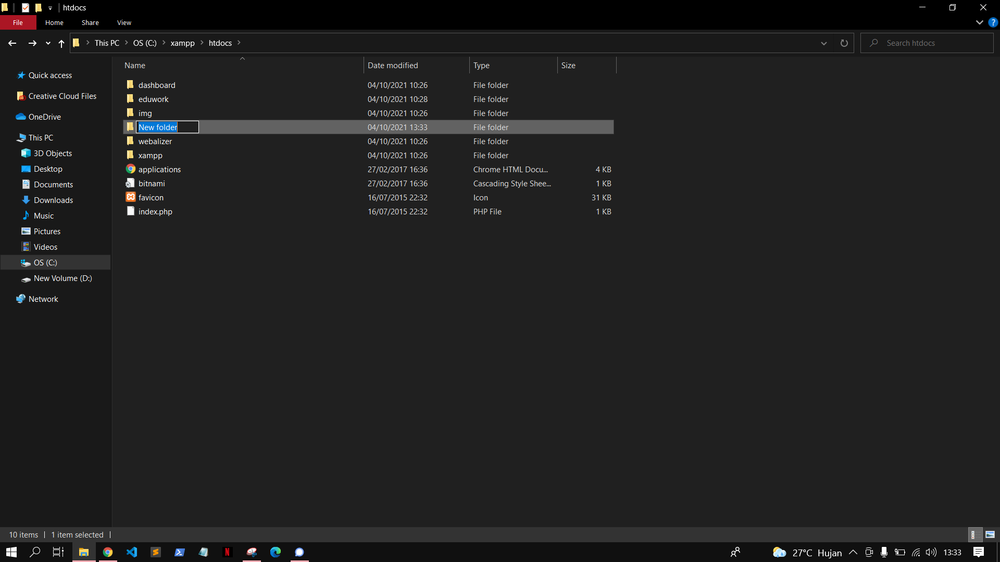 htdocs
File Home Share View
This PC OS (C:) xampp htdocs Search htdocs
Name Date modified Type Size
Quick access
Creative Cloud Files
OneDrive
This PC
3D Objects
Desktop
Documents
Downloads
Music
Pictures
Videos
OS (C:)
New Volume (D:)
Network
dashboard 04/10/2021 10:26 File folder
eduwork 04/10/2021 10:28 File folder
img 04/10/2021 10:26 File folder
New folder 04/10/2021 13:33 File folder
webalizer 04/10/2021 10:26 File folder
xampp 04/10/2021 10:26 File folder
applications 27/02/2017 16:36 Chrome HTML Docu... 4 KB
bitnami 27/02/2017 16:36 Cascading Style Shee... 1 KB
favicon 16/07/2015 22:32 Icon 31 KB
index.php 16/07/2015 22:32 PHP File 1 KB
10 items 1 item selected
27°C Hujan 13:33